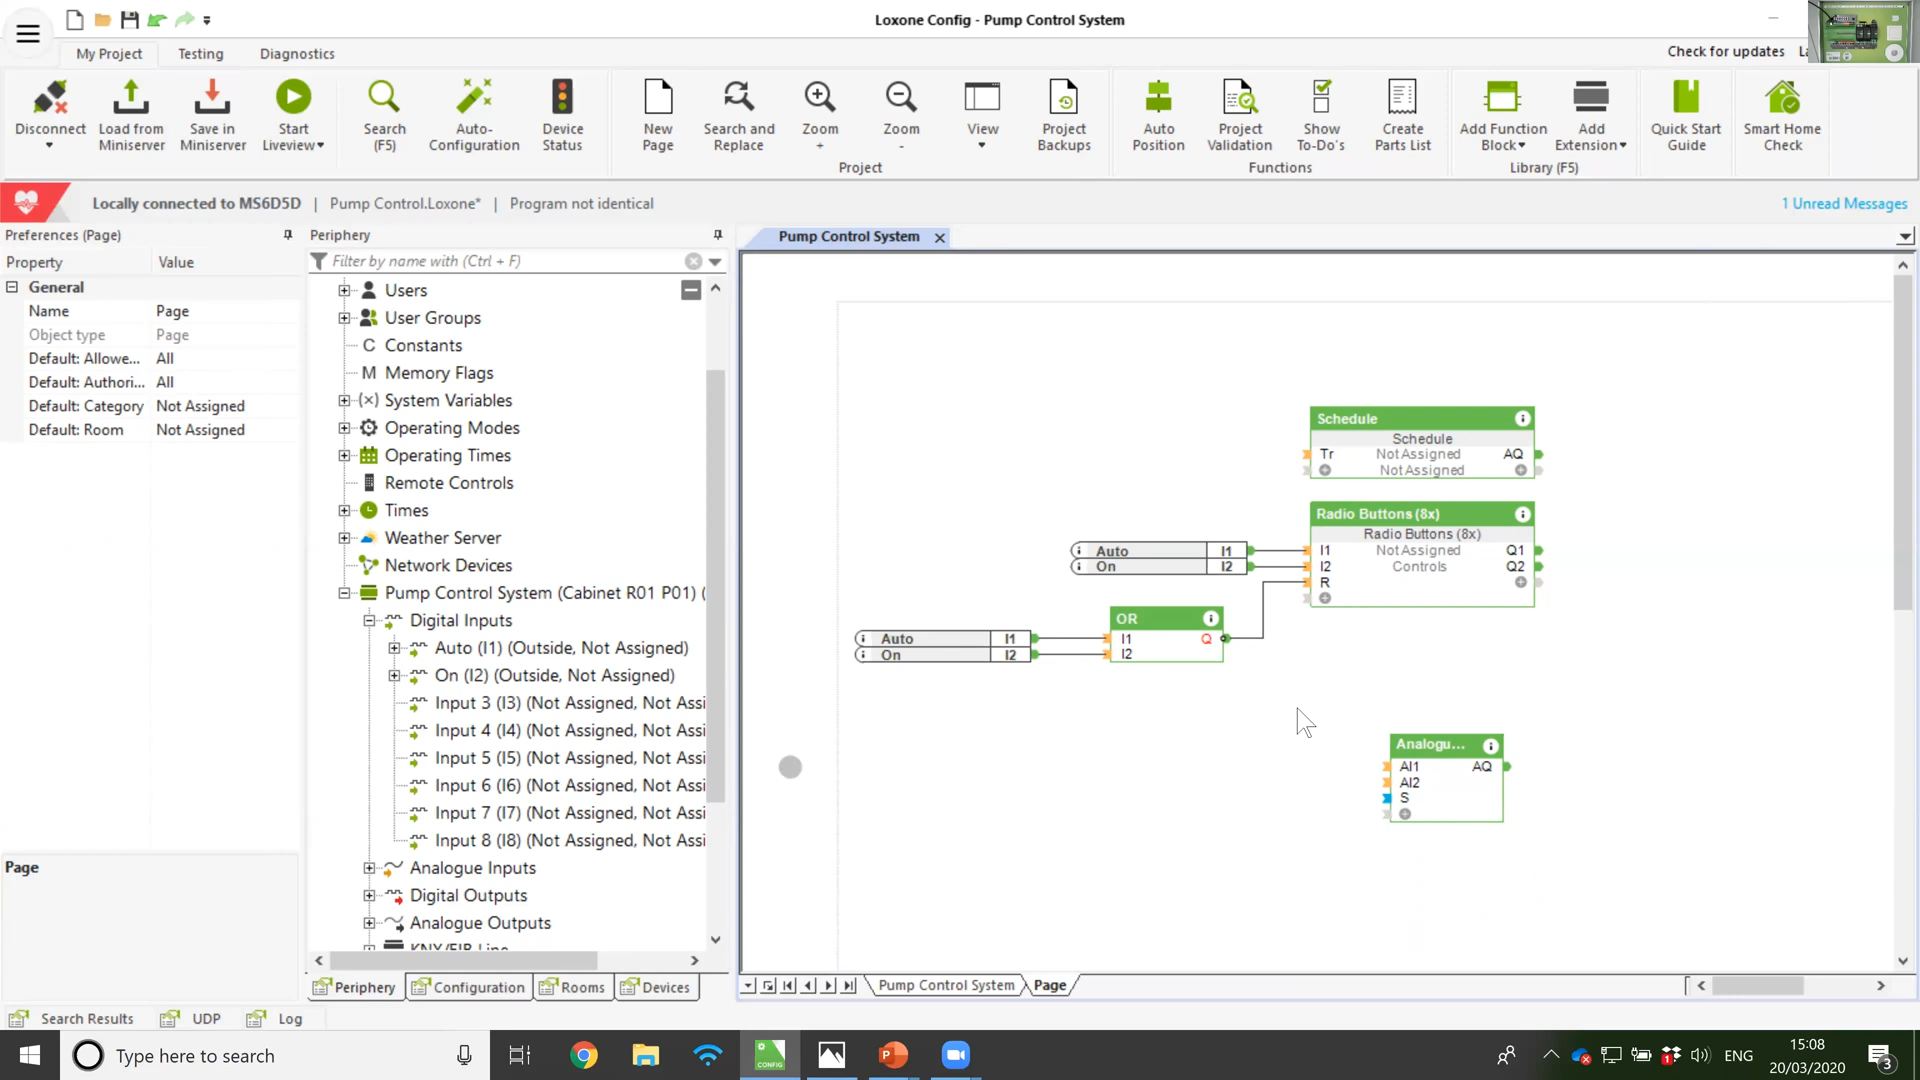 Loxone Config - Pump Control System
My Project
Testing
Diagnostics
Check for updates
Disconnect
Load from Miniserver
Save in Miniserver
Start Liveview
Search (F5)
Auto-Configuration
Device Status
New Page
Search and Replace
Zoom +
Zoom -
View
Project Backups
Project
Auto Position
Project Validation
Show To-Do's
Create Parts List
Functions
Add Function Block
Add Extension
Library (F5)
Quick Start Guide
Smart Home Check
Locally connected to MS6D5D | Pump Control.Loxone* | Program not identical
1 Unread Messages
Preferences (Page)
Property Value
General
Name Page
Object type Page
Default: Allowe... All
Default: Authori... All
Default: Category Not Assigned
Default: Room Not Assigned
Page
Periphery
Filter by name with (Ctrl + F)
Users
User Groups
C Constants
M Memory Flags
(x) System Variables
Operating Modes
Operating Times
Remote Controls
Times
Weather Server
Network Devices
Pump Control System (Cabinet R01 P01) (
Digital Inputs
Auto (I1) (Outside, Not Assigned)
On (I2) (Outside, Not Assigned)
Input 3 (I3) (Not Assigned, Not Assi
Input 4 (I4) (Not Assigned, Not Assi
Input 5 (I5) (Not Assigned, Not Assi
Input 6 (I6) (Not Assigned, Not Assi
Input 7 (I7) (Not Assigned, Not Assi
Input 8 (I8) (Not Assigned, Not Assi
Analogue Inputs
Digital Outputs
Analogue Outputs
Periphery
Configuration
Rooms
Devices
Pump Control System
Schedule
Schedule
Tr Not Assigned AQ
Not Assigned
Radio Buttons (8x)
Radio Buttons (8x)
I1 Not Assigned Q1
I2 Controls Q2
R
Auto I1
On I2
OR
I1 Q
I2
Auto I1
On I2
Analogu...
AI1 AQ
AI2
S
Pump Control System
Page
Search Results
UDP
Log
Type here to search
CONFIG
ENG
15:08
20/03/2020
3